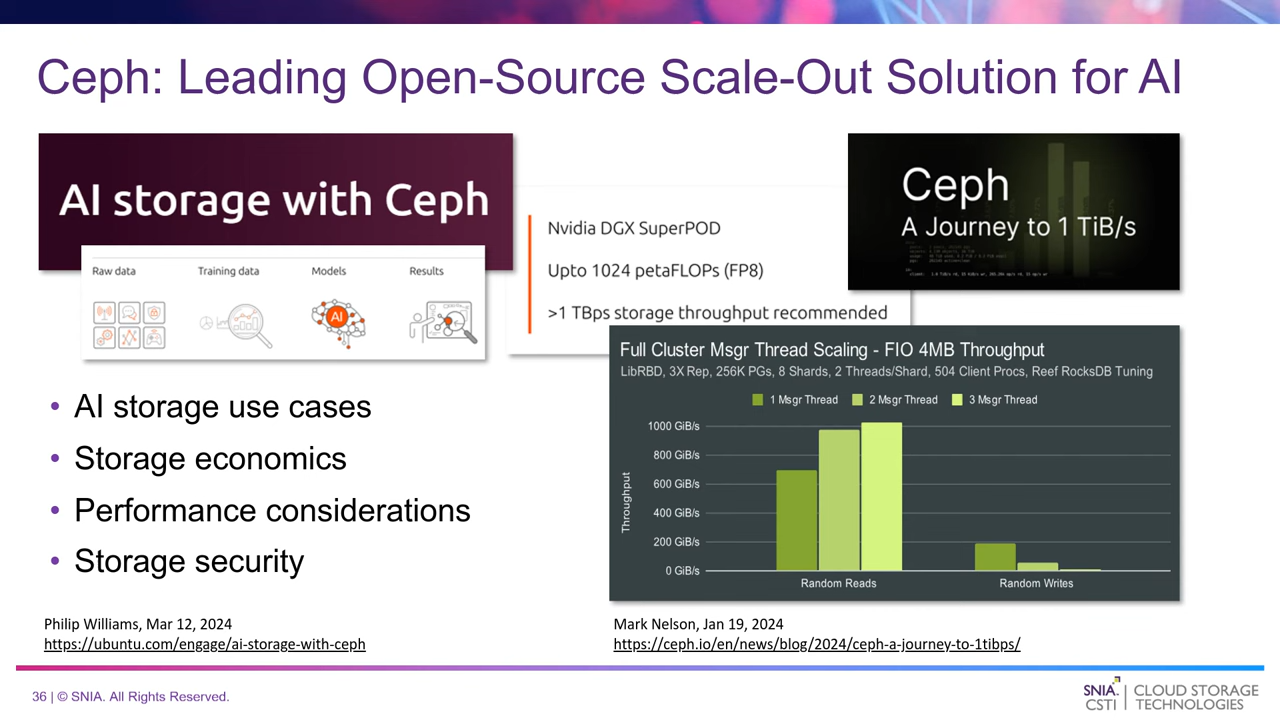 Ceph: Leading Open-Source Scale-Out Solution for AI
AI storage with Ceph
Raw data
Training data
Models
Results
AI
Nvidia DGX SuperPOD
Upto 1024 petaFLOPs (FP8)
>1 TBps storage throughput recommended
Ceph
A Journey to 1 TiB/s
Full Cluster Msgr Thread Scaling - FIO 4MB Throughput
LibRBD, 3X Rep, 256K PGs, 8 Shards, 2 Threads/Shard, 504 Client Procs, Reef RocksDB Tuning
1 Msgr Thread
2 Msgr Thread
3 Msgr Thread
Throughput
1000 GiB/s
800 GiB/s
600 GiB/s
400 GiB/s
200 GiB/s
0 GiB/s
Random Reads
Random Writes
• AI storage use cases
• Storage economics
• Performance considerations
• Storage security
Philip Williams, Mar 12, 2024
https://ubuntu.com/engage/ai-storage-with-ceph
Mark Nelson, Jan 19, 2024
https://ceph.io/en/news/blog/2024/ceph-a-journey-to-1tibps/
36 | © SNIA. All Rights Reserved.
SNIA.
CSTI
CLOUD STORAGE
TECHNOLOGIES